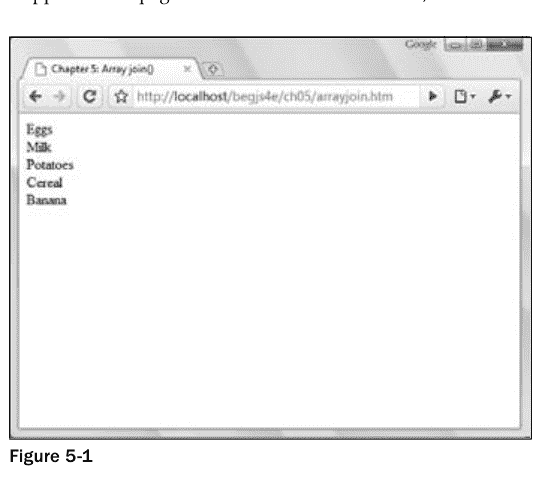 Google
Chapter 5: Array join()
http://localhost/begjs4e/ch05/arrayjoin.htm
Eggs
Milk
Potatoes
Cereal
Banana
Figure 5-1